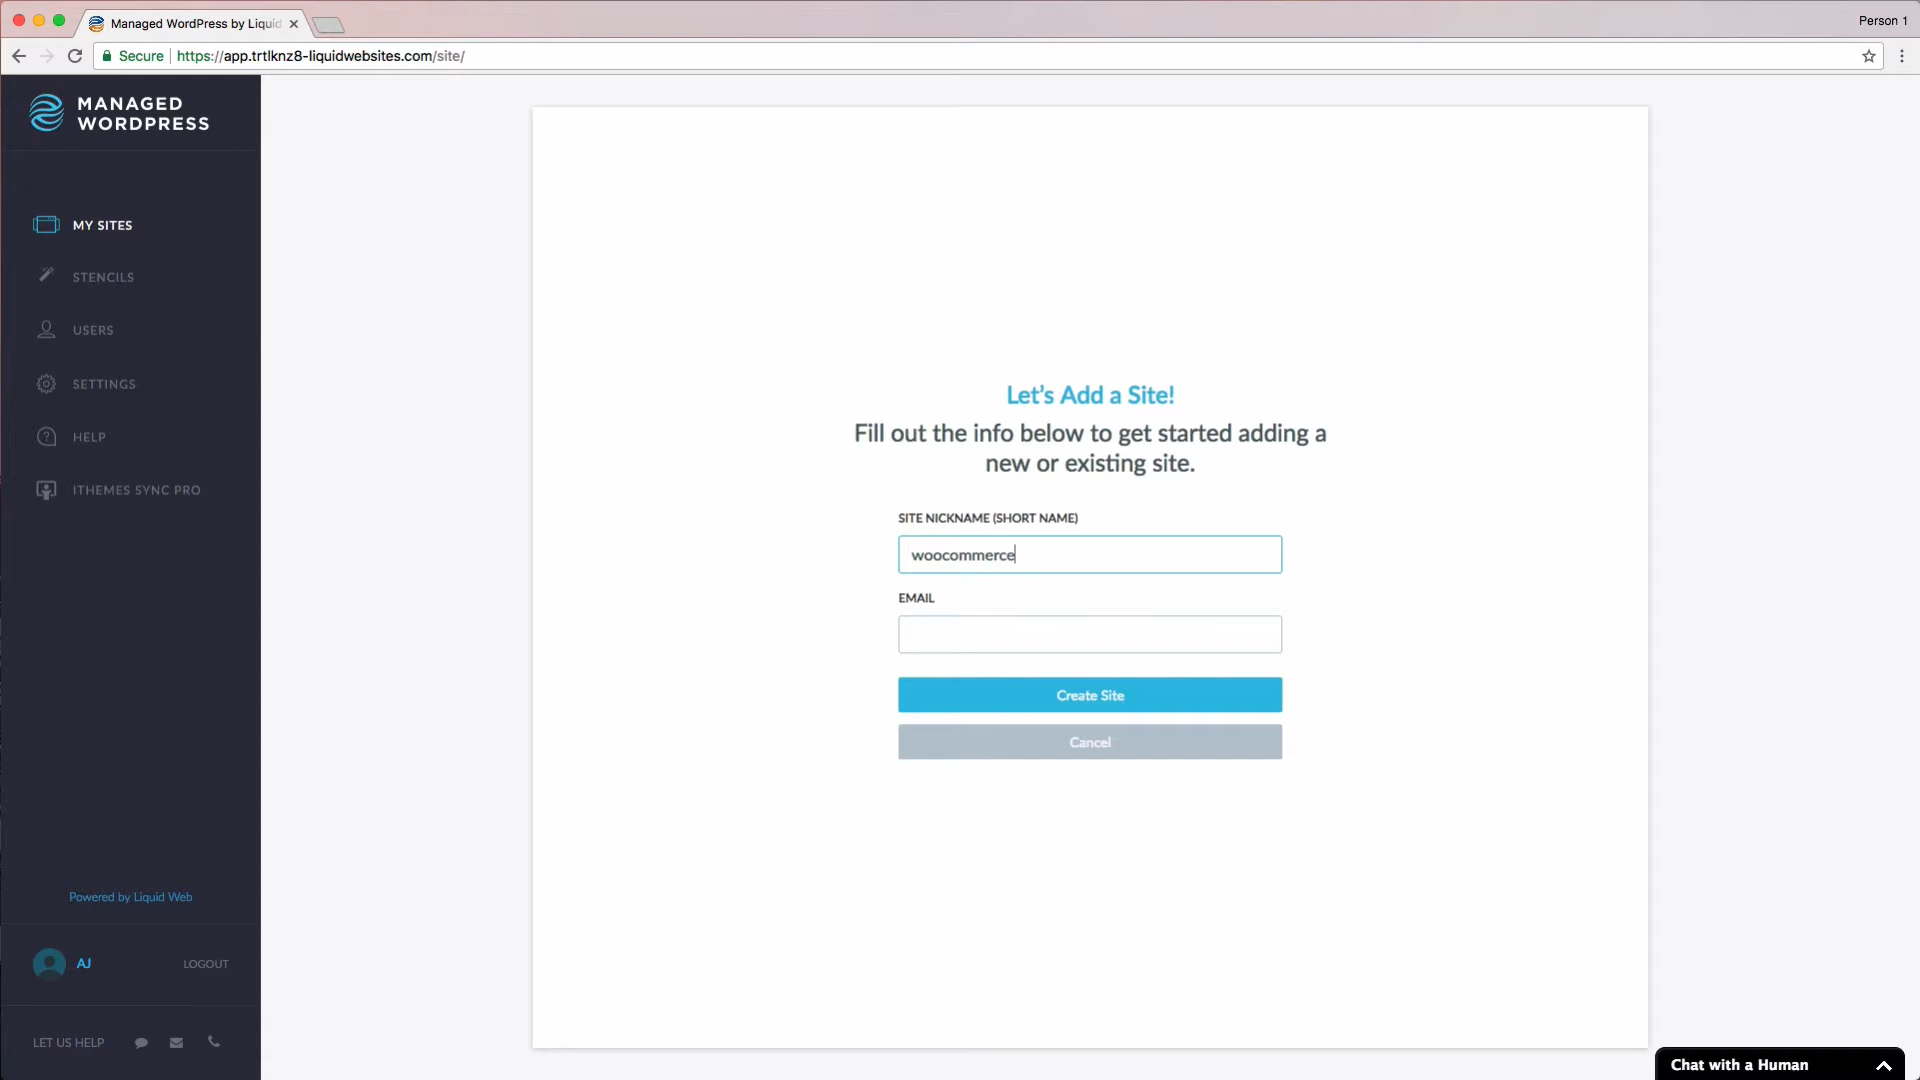 Managed WordPress by Liquid
Person 1
Secure
https://app.trtlknz8-liquidwebsites.com/site/
MANAGED
WORDPRESS
MY SITES
STENCILS
USERS
SETTINGS
HELP
ITHEMES SYNC PRO
Powered by Liquid Web
AJ
LOGOUT
LET US HELP
Let's Add a Site!
Fill out the info below to get started adding a
new or existing site.
SITE NICKNAME (SHORT NAME)
woocommerce
EMAIL
Create Site
Cancel
Chat with a Human